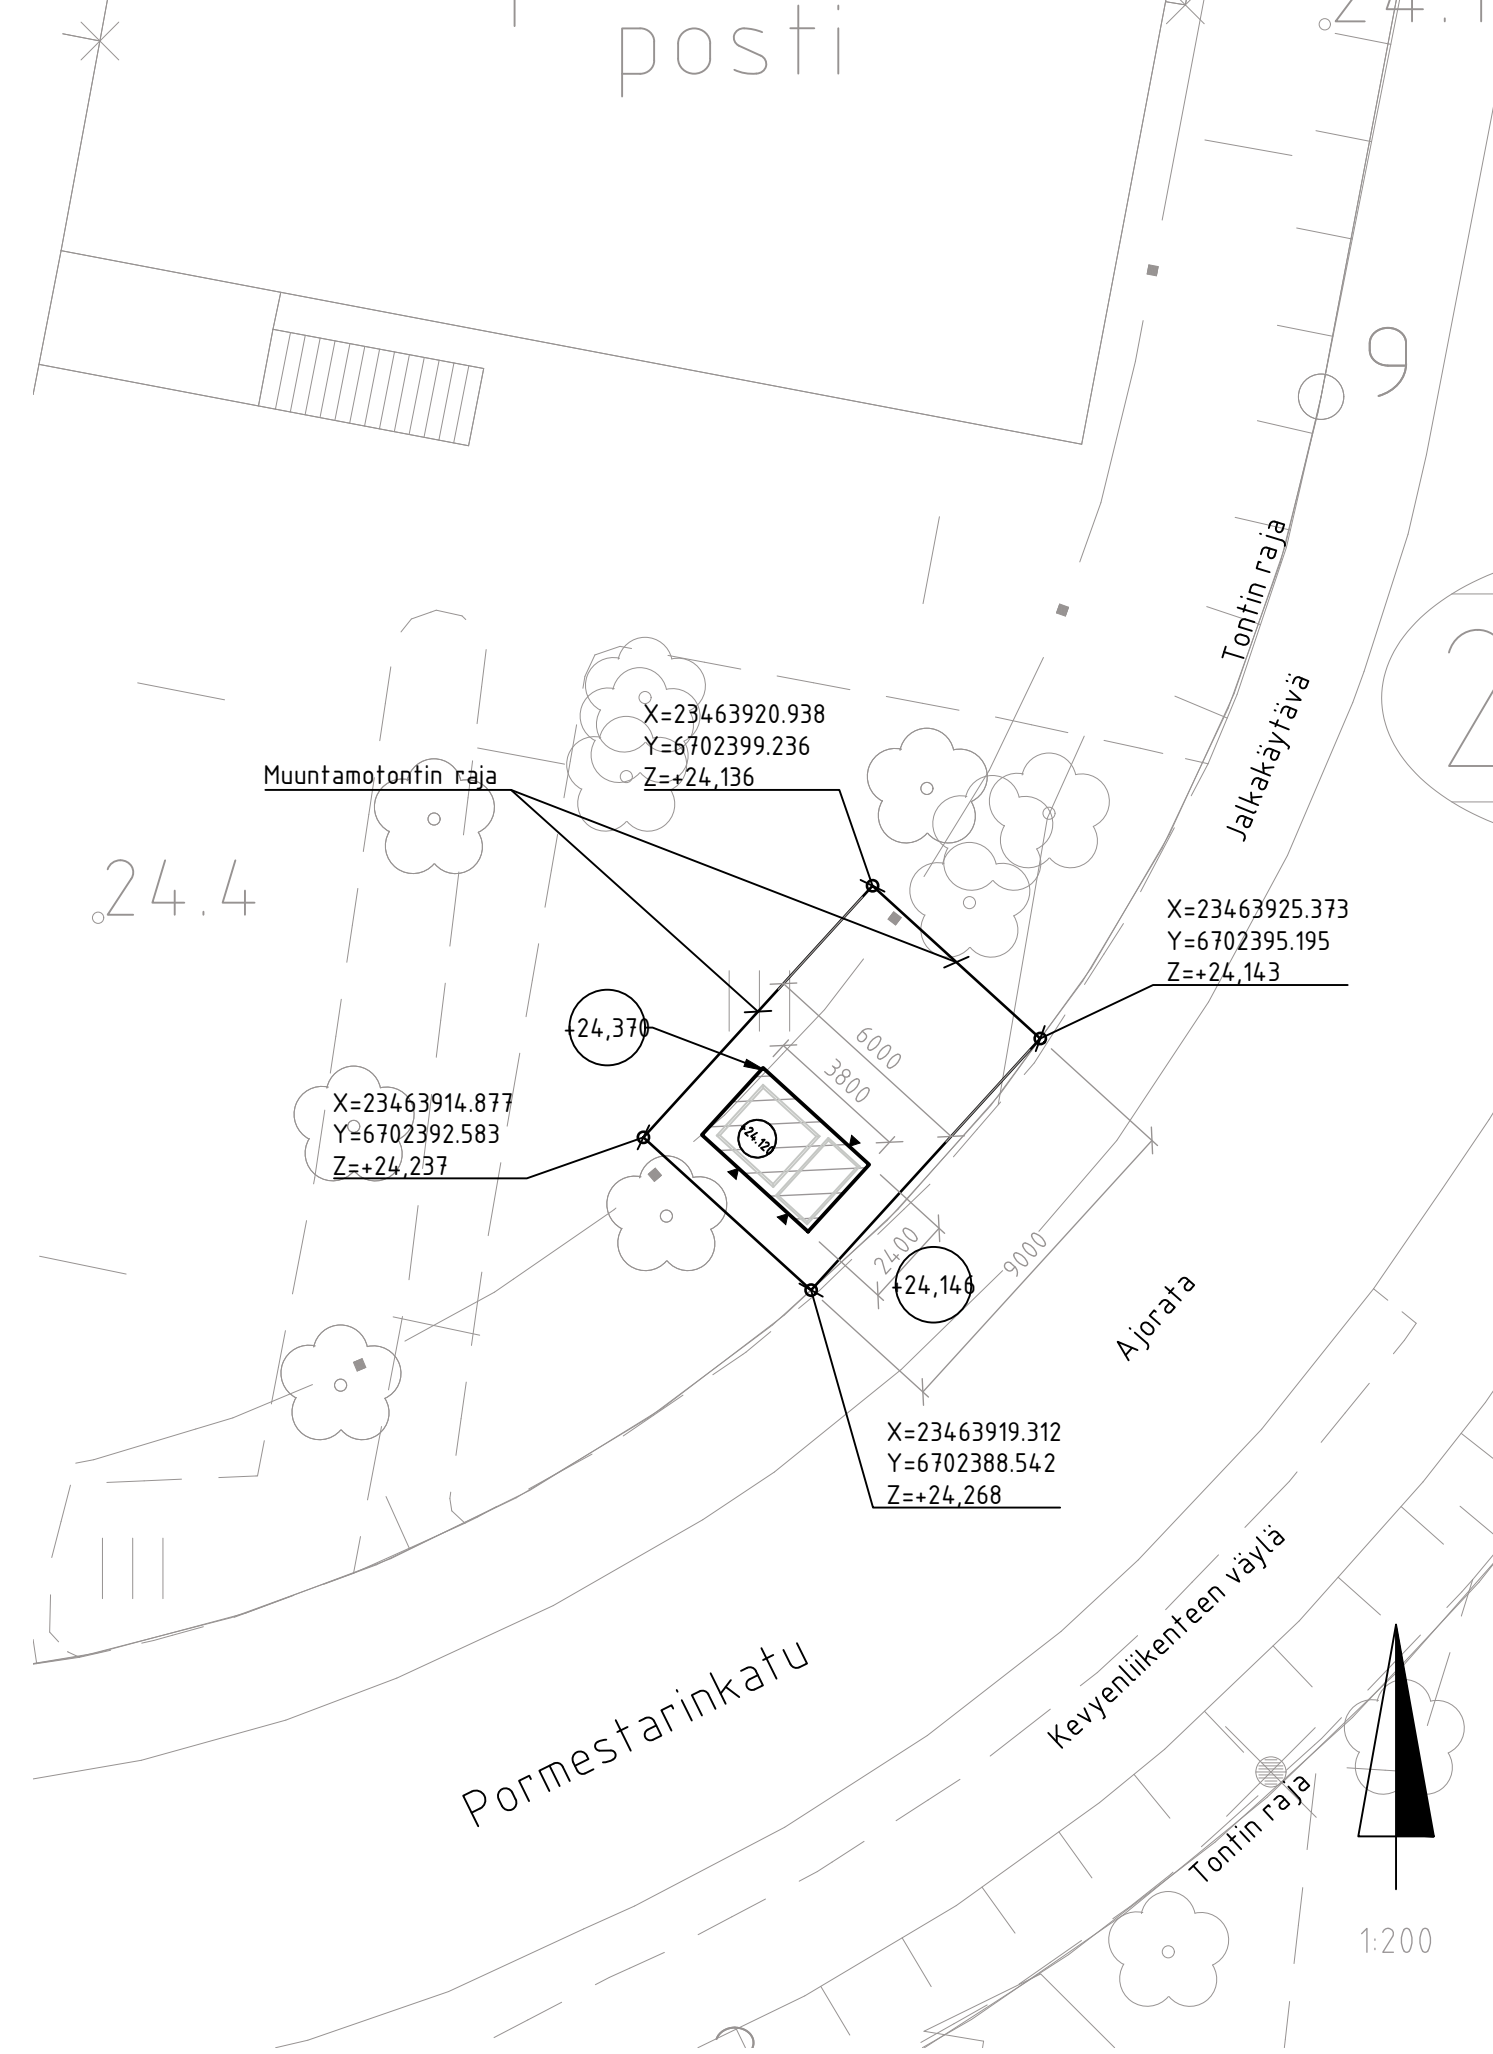 posti
9
Tontin raja
Jalkakäytävä
X=23463920.938
Y=6702399.236
Z=+24,136
Muuntamotontin raja
.24.4
X=23463925.373
Y=6702395.195
Z=+24,143
+24,370
6000
3800
X=23463914.877
Y=6702392.583
Z=+24,237
+24.120
2400
9000
+24,146
Ajorata
X=23463919.312
Y=6702388.542
Z=+24,268
Kevyenliikenteen väylä
Pormestarinkatu
Tontin raja
1:200